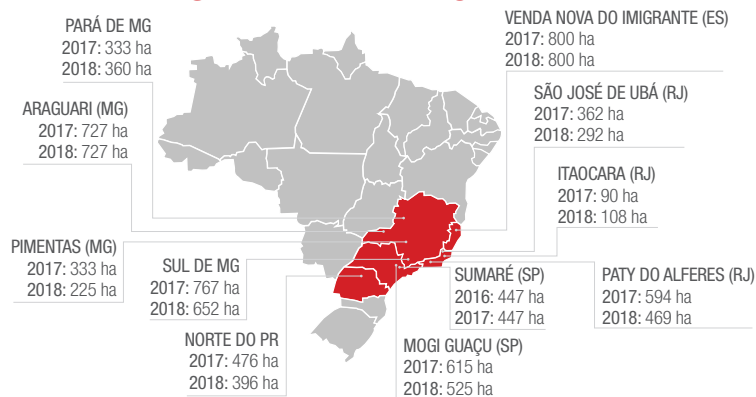 PARÁ DE MG
2017: 333 ha
2018: 360 ha
ARAGUARI (MG)
2017: 727 ha
2018: 727 ha
PIMENTAS (MG)
2017: 333 ha
2018: 225 ha
SUL DE MG
2017: 767 ha
2018: 652 ha
NORTE DO PR
2017: 476 ha
2018: 396 ha
VENDA NOVA DO IMIGRANTE (ES)
2017: 800 ha
2018: 800 ha
SÃO JOSÉ DE UBÁ (RJ)
2017: 362 ha
2018: 292 ha
ITAOCARA (RJ)
2017: 90 ha
2018: 108 ha
PATY DO ALFERES (RJ)
2017: 594 ha
2018: 469 ha
SUMARÉ (SP)
2016: 447 ha
2017: 447 ha
MOGI GUAÇU (SP)
2017: 615 ha
2018: 525 ha